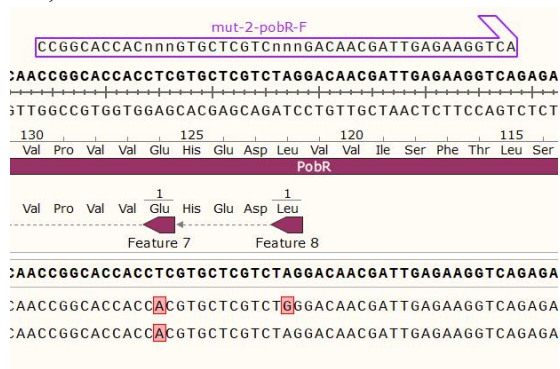 mut-2-pobR-F
CCGGCACCACnnnGTGCTCGTCnnnGACAACGATTGAGAAGGTCA
CAACCGGCACCACCTCGTGCTCGTCTAGGACAACGATTGAGAAGGTCAGAGA
GTTGGCCGTGGTGGAGCACGAGCAGATCCTGTTGCTAACTCTTCCAGTCTCT
130 125 120 115
Val Pro Val Val Glu His Glu Asp Leu Val Val Ile Ser Phe Thr Leu Ser
PobR
1 1
Val Pro Val Val Glu His Glu Asp Leu
Feature 7 Feature 8
CAACCGGCACCACCTCGTGCTCGTCTAGGACAACGATTGAGAAGGTCAGAGA
CAACCGGCACCACCACGTGCTCGTCTGGGACAACGATTGAGAAGGTCAGAGA
CAACCGGCACCACCACGTGCTCGTCTAGGACAACGATTGAGAAGGTCAGAGA